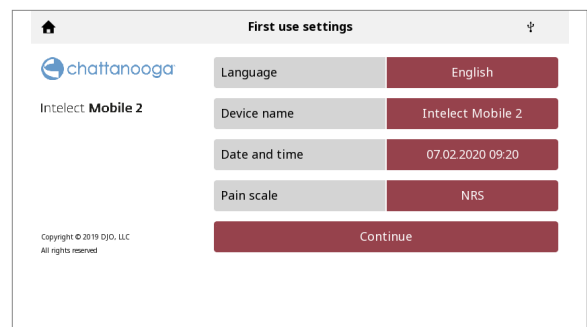 First use settings
chattanooga
Intelect Mobile 2
Language English
Device name Intelect Mobile 2
Date and time 07.02.2020 09:20
Pain scale NRS
Continue
Copyright © 2019 DJO, LLC
All rights reserved